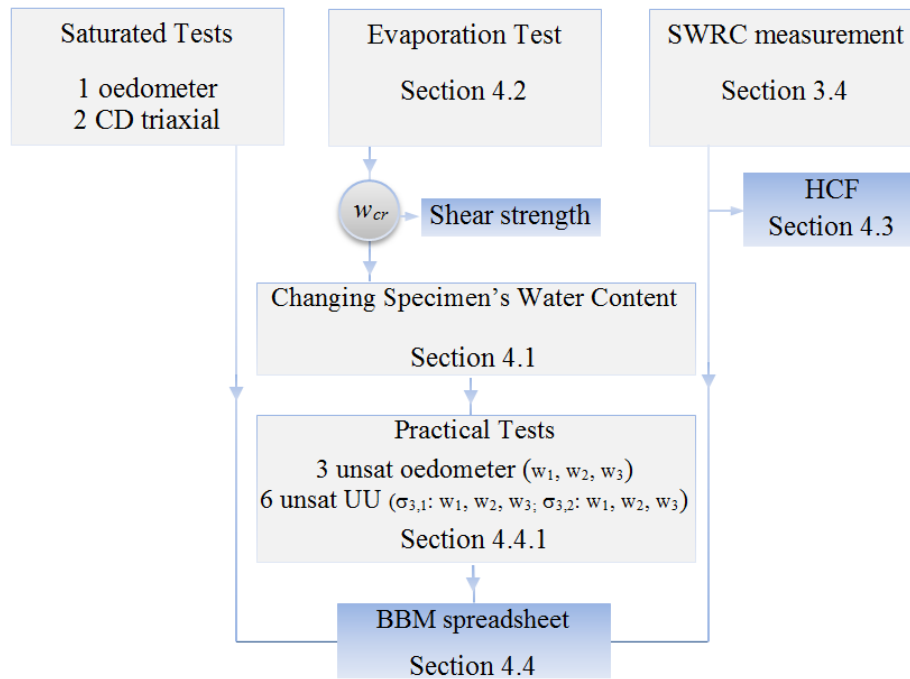 Saturated Tests
1 oedometer
2 CD triaxial
Evaporation Test
Section 4.2
SWRC measurement
Section 3.4
w_cr
Shear strength
HCF
Section 4.3
Changing Specimen’s Water Content
Section 4.1
Practical Tests
3 unsat oedometer (w₁, w₂, w₃)
6 unsat UU (σ₃,₁: w₁, w₂, w₃; σ₃,₂: w₁, w₂, w₃)
Section 4.4.1
BBM spreadsheet
Section 4.4